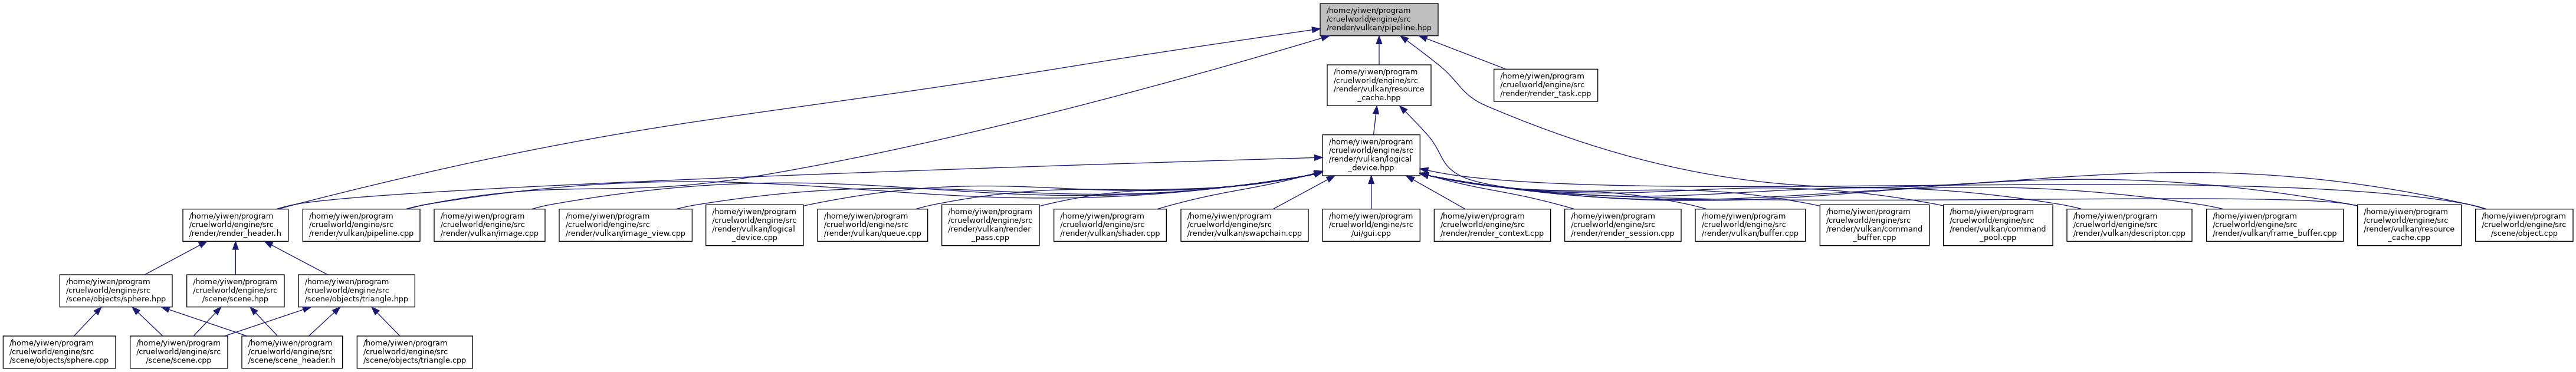 /home/yiwen/program
/cruelworld/engine/src
/render/vulkan/pipeline.hpp
/home/yiwen/program
/cruelworld/engine/src
/render/vulkan/resource
_cache.hpp
/home/yiwen/program
/cruelworld/engine/src
/render/render_task.cpp
/home/yiwen/program
/cruelworld/engine/src
/render/vulkan/logical
_device.hpp
/home/yiwen/program
/cruelworld/engine/src
/render/render_header.h
/home/yiwen/program
/cruelworld/engine/src
/render/vulkan/pipeline.cpp
/home/yiwen/program
/cruelworld/engine/src
/render/vulkan/image.cpp
/home/yiwen/program
/cruelworld/engine/src
/render/vulkan/image_view.cpp
/home/yiwen/program
/cruelworld/engine/src
/render/vulkan/logical
_device.cpp
/home/yiwen/program
/cruelworld/engine/src
/render/vulkan/queue.cpp
/home/yiwen/program
/cruelworld/engine/src
/render/vulkan/render
_pass.cpp
/home/yiwen/program
/cruelworld/engine/src
/render/vulkan/shader.cpp
/home/yiwen/program
/cruelworld/engine/src
/render/vulkan/swapchain.cpp
/home/yiwen/program
/cruelworld/engine/src
/ui/gui.cpp
/home/yiwen/program
/cruelworld/engine/src
/render/render_context.cpp
/home/yiwen/program
/cruelworld/engine/src
/render/render_session.cpp
/home/yiwen/program
/cruelworld/engine/src
/render/vulkan/buffer.cpp
/home/yiwen/program
/cruelworld/engine/src
/render/vulkan/command
_buffer.cpp
/home/yiwen/program
/cruelworld/engine/src
/render/vulkan/command
_pool.cpp
/home/yiwen/program
/cruelworld/engine/src
/render/vulkan/descriptor.cpp
/home/yiwen/program
/cruelworld/engine/src
/render/vulkan/frame_buffer.cpp
/home/yiwen/program
/cruelworld/engine/src
/render/vulkan/resource
_cache.cpp
/home/yiwen/program
/cruelworld/engine/src
/scene/object.cpp
/home/yiwen/program
/cruelworld/engine/src
/scene/objects/sphere.hpp
/home/yiwen/program
/cruelworld/engine/src
/scene/scene.hpp
/home/yiwen/program
/cruelworld/engine/src
/scene/objects/triangle.hpp
/home/yiwen/program
/cruelworld/engine/src
/scene/objects/sphere.cpp
/home/yiwen/program
/cruelworld/engine/src
/scene/scene.cpp
/home/yiwen/program
/cruelworld/engine/src
/scene/scene_header.h
/home/yiwen/program
/cruelworld/engine/src
/scene/objects/triangle.cpp